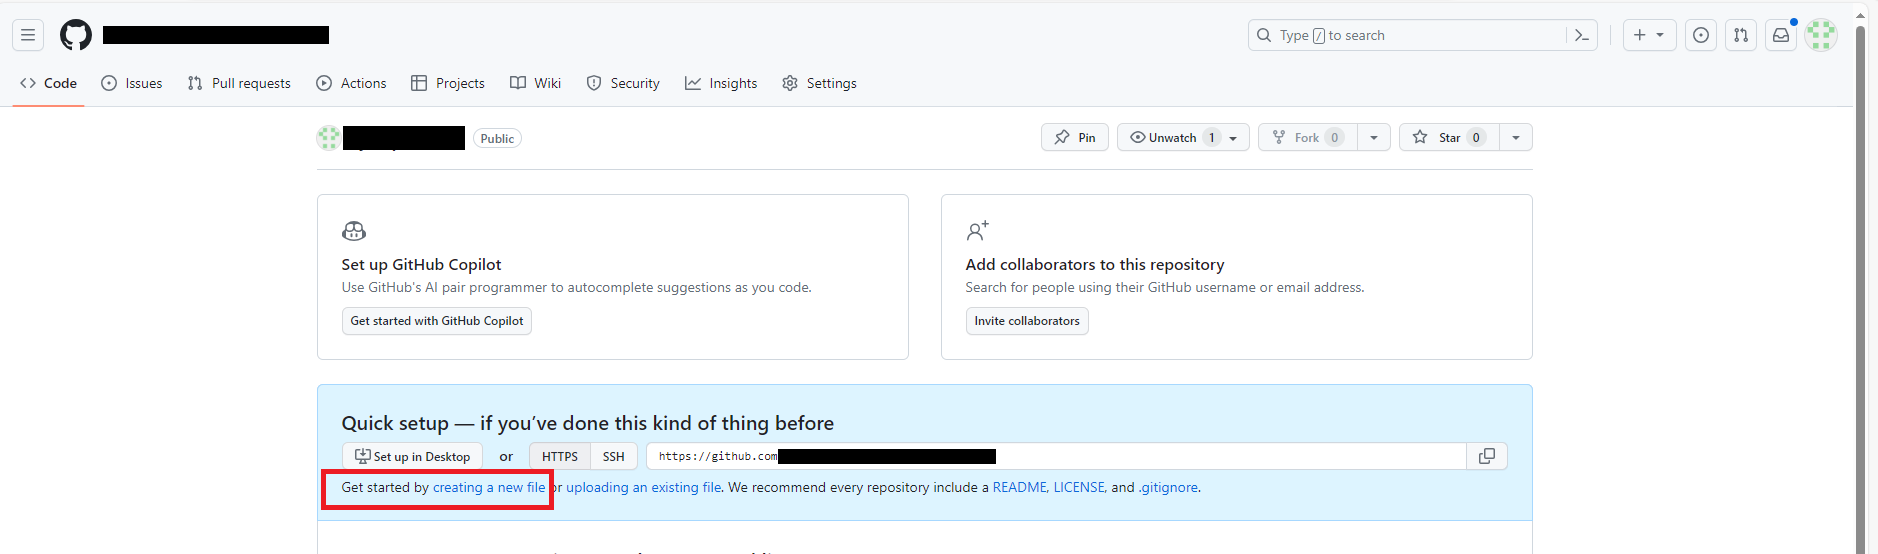 Type / to search
Code Issues Pull requests Actions Projects Wiki Security Insights Settings
Public Pin Unwatch 1 Fork 0 Star 0
Set up GitHub Copilot
Use GitHub's AI pair programmer to autocomplete suggestions as you code.
Get started with GitHub Copilot
Add collaborators to this repository
Search for people using their GitHub username or email address.
Invite collaborators
Quick setup — if you’ve done this kind of thing before
Set up in Desktop or HTTPS SSH https://github.com
Get started by creating a new file or uploading an existing file. We recommend every repository include a README, LICENSE, and .gitignore.